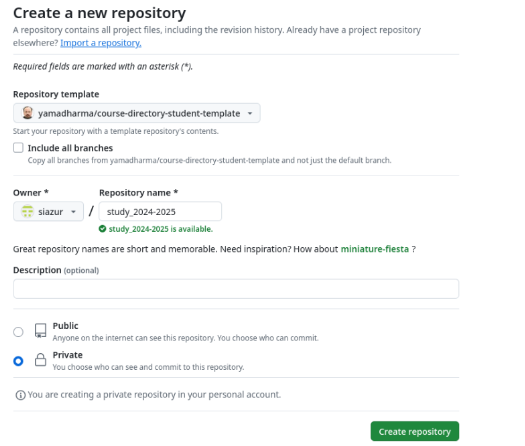 Create a new repository
A repository contains all project files, including the revision history. Already have a project repository
elsewhere? Import a repository.
Required fields are marked with an asterisk (*).
Repository template
yamadharma/course-directory-student-template
Start your repository with a template repository's contents.
Include all branches
Copy all branches from yamadharma/course-directory-student-template and not just the default branch.
Owner * Repository name *
siazur / study_2024-2025
study_2024-2025 is available.
Great repository names are short and memorable. Need inspiration? How about miniature-fiesta ?
Description (optional)
Public
Anyone on the internet can see this repository. You choose who can commit.
Private
You choose who can see and commit to this repository.
You are creating a private repository in your personal account.
Create repository